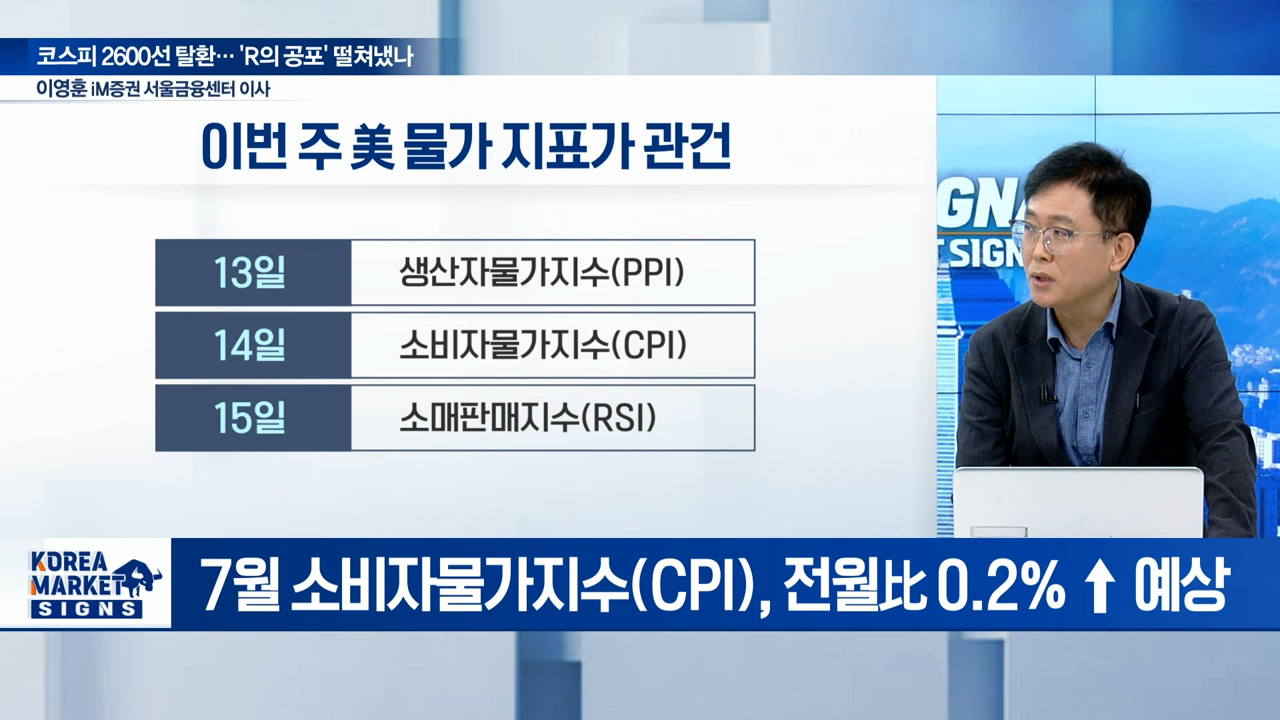 코스피 2600선 탈환… 'R의 공포' 떨쳐냈나
이영훈 iM증권 서울금융센터 이사
이번 주 美 물가 지표가 관건
13일 생산자물가지수(PPI)
14일 소비자물가지수(CPI)
15일 소매판매지수(RSI)
GNA
T SIGN
KOREA
MARKET
SIGNS
7월 소비자물가지수(CPI), 전월比 0.2% ↑ 예상